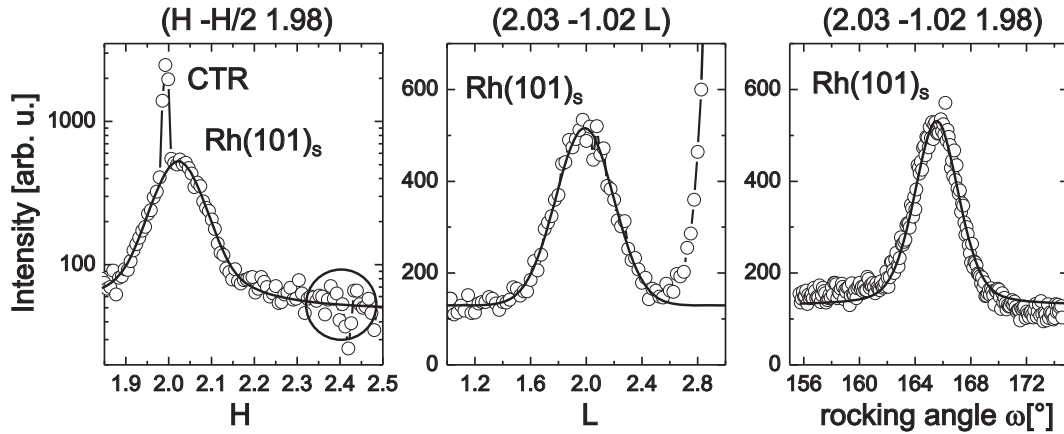 (H -H/2 1.98)
CTR
Rh(101)s
Intensity [arb. u.]
1000
100
1.9 2.0 2.1 2.2 2.3 2.4 2.5
H
(2.03 -1.02 L)
Rh(101)s
600
400
200
0
1.2 1.6 2.0 2.4 2.8
L
(2.03 -1.02 1.98)
Rh(101)s
600
400
200
0
156 160 164 168 172
rocking angle ω[°]